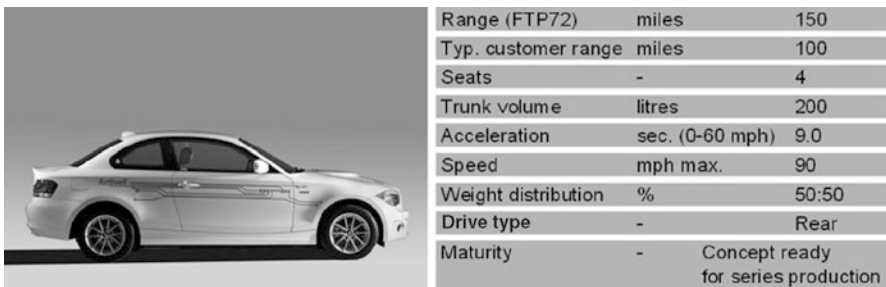 Range (FTP72) miles 150
Typ. customer range miles 100
Seats - 4
Trunk volume litres 200
Acceleration sec. (0-60 mph) 9.0
Speed mph max. 90
Weight distribution % 50:50
Drive type - Rear
Maturity - Concept ready
for series production
ActiveE